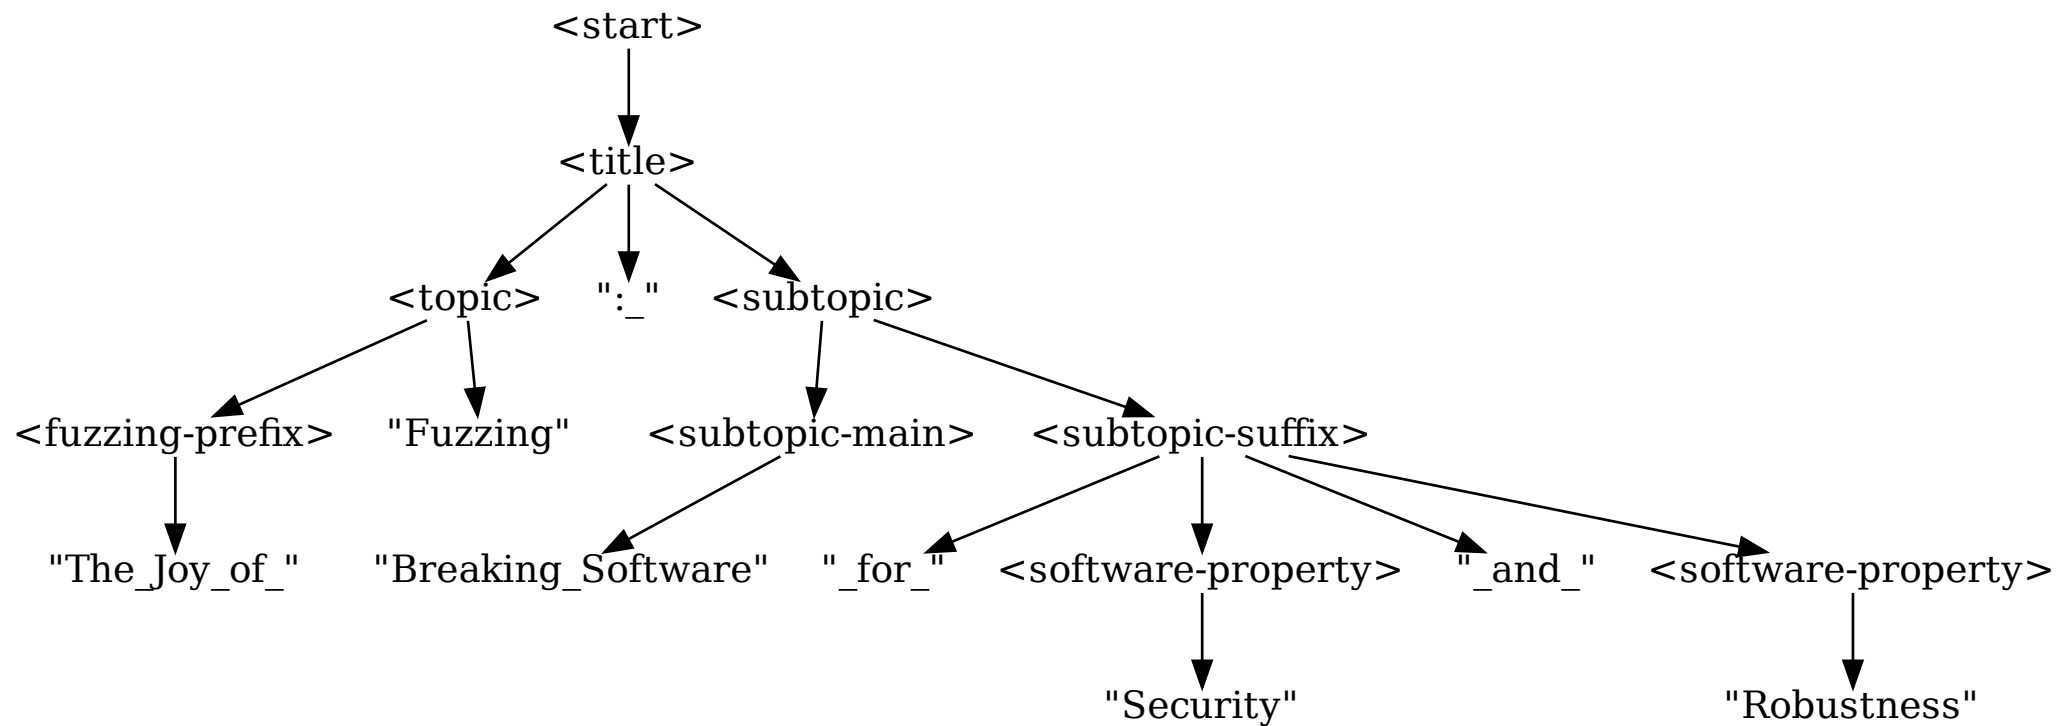 <start>
<title>
<topic> ":_" <subtopic>
<fuzzing-prefix> "Fuzzing" <subtopic-main> <subtopic-suffix>
"The_Joy_of_" "Breaking_Software" "_for_" <software-property> "_and_" <software-property>
"Security" "Robustness"